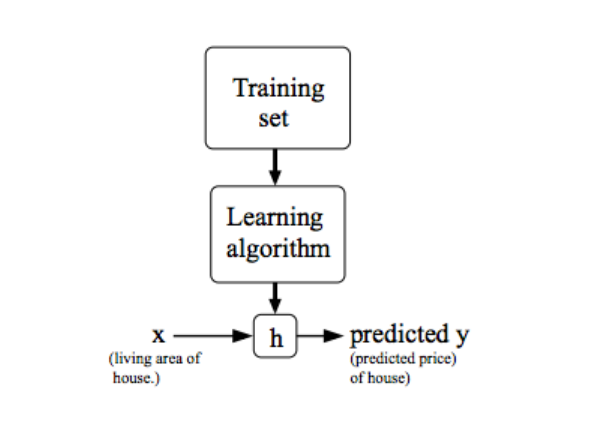 Training
set
Learning
algorithm
x
h
predicted y
(living area of
house.)
(predicted price)
of house)